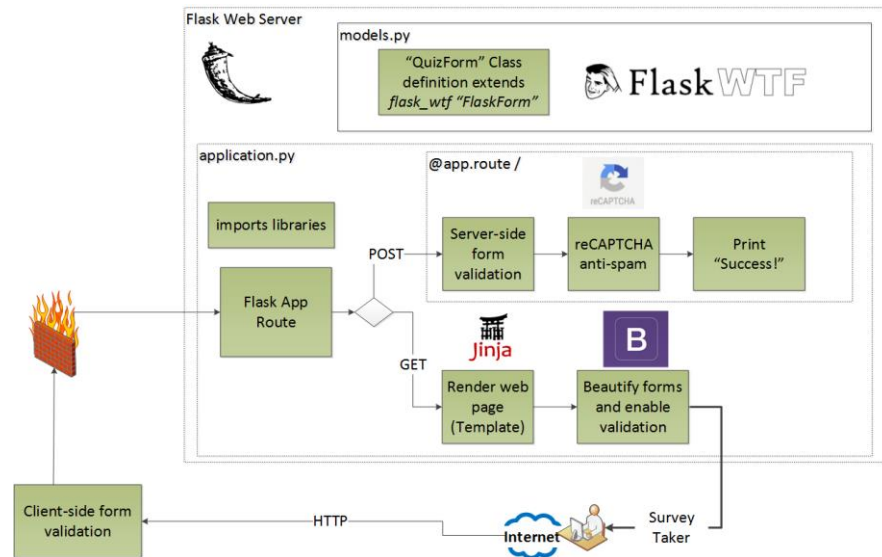 Flask Web Server
models.py
“QuizForm” Class
definition extends
flask_wtf “FlaskForm”
Flask WTF
application.py
@app.route /
reCAPTCHA
imports libraries
POST
Server-side
form
validation
reCAPTCHA
anti-spam
Print
“Success!”
Flask App
Route
Jinja
B
GET
Render web
page
(Template)
Beautify forms
and enable
validation
Client-side form
validation
HTTP
Internet
Survey
Taker